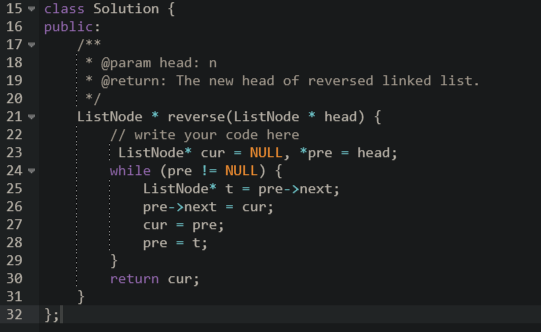 15 class Solution {
16 public:
17     /**
18      * @param head: n
19      * @return: The new head of reversed linked list.
20      */
21     ListNode * reverse(ListNode * head) {
22         // write your code here
23          ListNode* cur = NULL, *pre = head;
24         while (pre != NULL) {
25             ListNode* t = pre->next;
26             pre->next = cur;
27             cur = pre;
28             pre = t;
29         }
30         return cur;
31     }
32 };